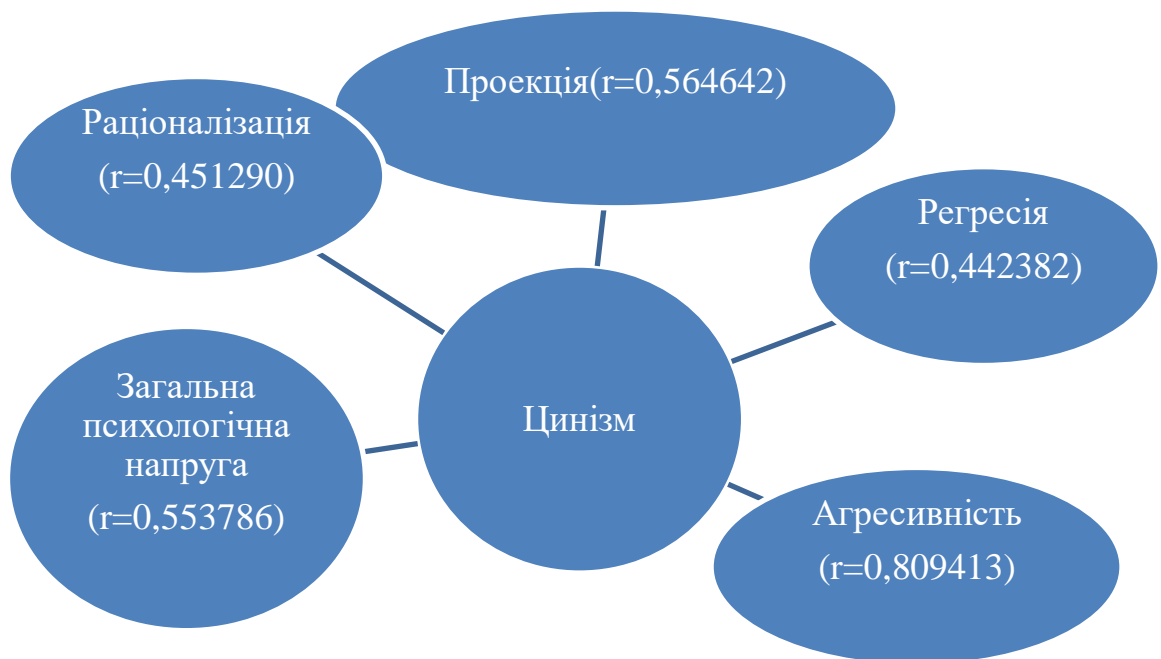 Проекція(r=0,564642)
Раціоналізація
(r=0,451290)
Регресія
(r=0,442382)
Загальна
психологічна
напруга
(r=0,553786)
Цинізм
Агресивність
(r=0,809413)